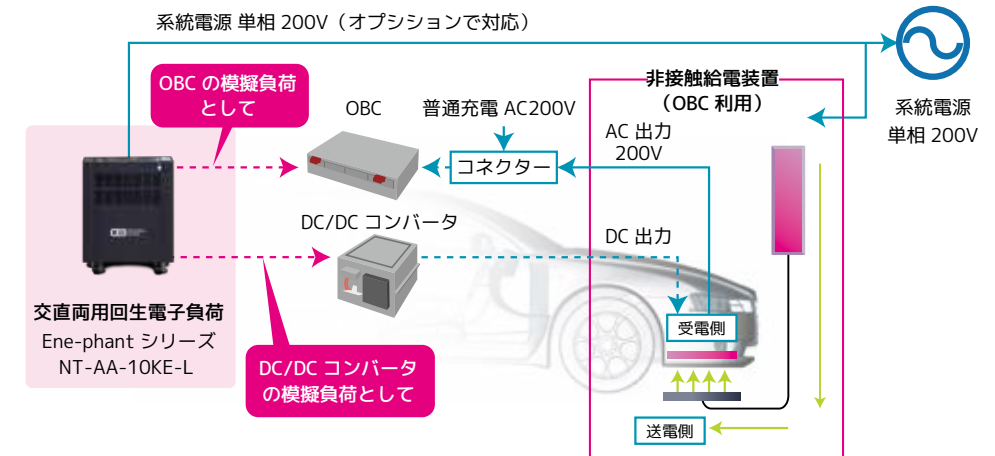 系統電源 単相 200V（オプションで対応）
OBC の模擬負荷
として
OBC
普通充電 AC200V
コネクター
非接触給電装置
（OBC 利用）
AC 出力
200V
系統電源
単相 200V
DC/DC コンバータ
DC 出力
交直両用回生電子負荷
Ene-phant シリーズ
NT-AA-10KE-L
DC/DC コンバータ
の模擬負荷として
受電側
送電側